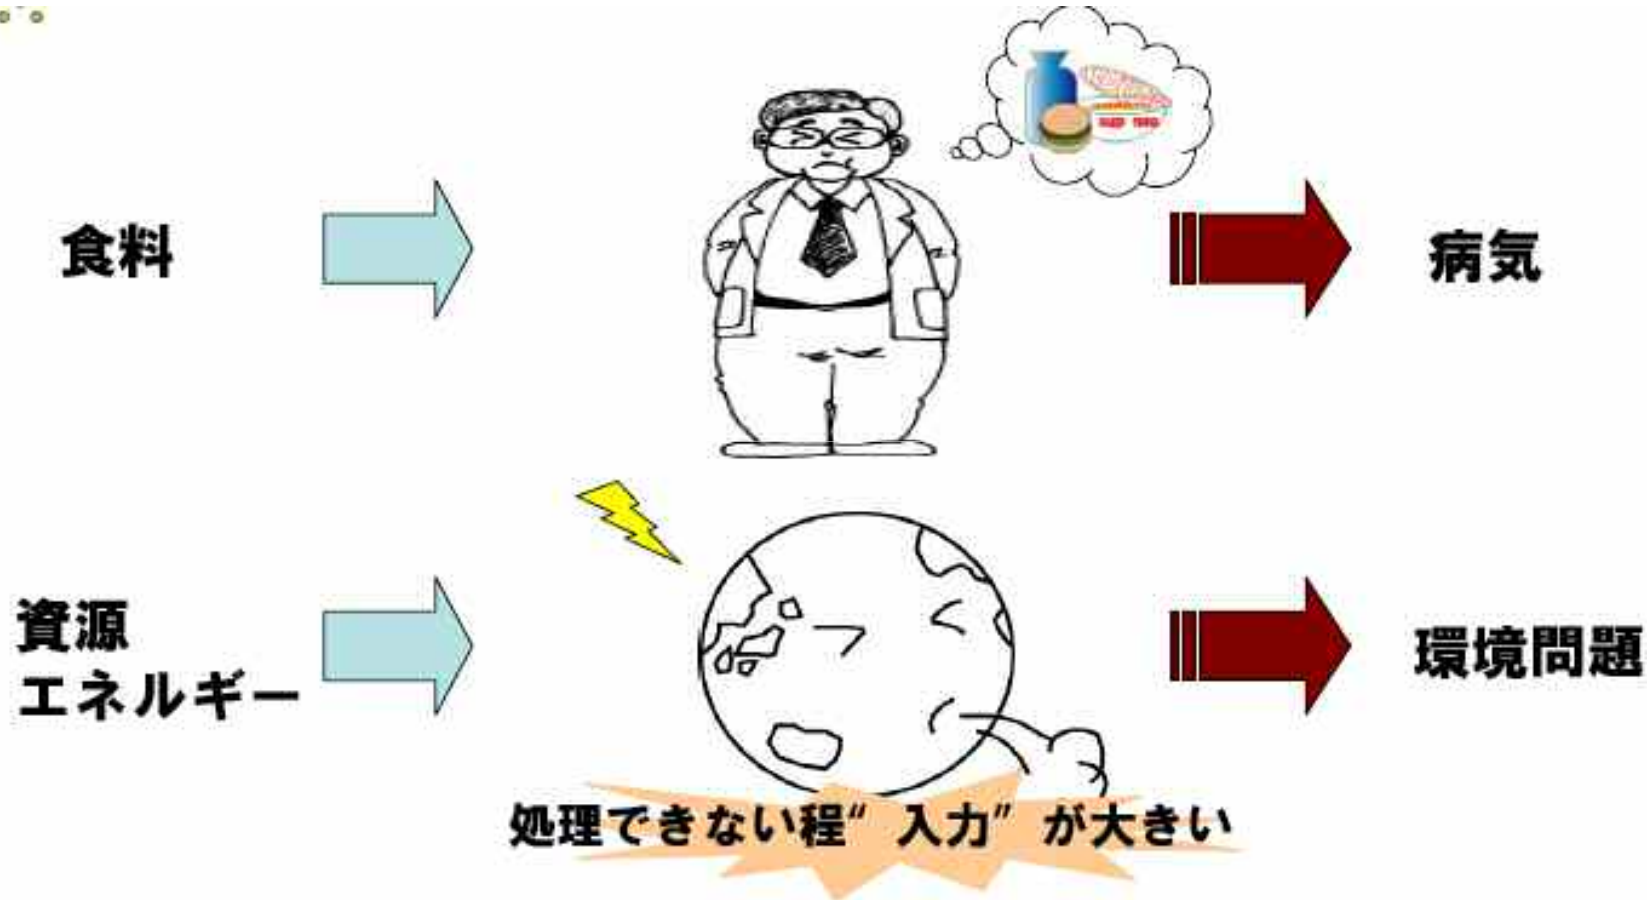 食料
病気
資源
エネルギー
環境問題
処理できない程“入力”が大きい